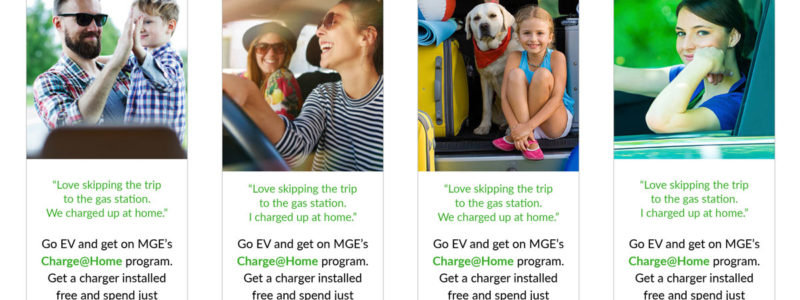 “Love skipping the trip
to the gas station.
We charged up at home.”
Go EV and get on MGE’s
Charge@Home program.
Get a charger installed
free and spend just
“Love skipping the trip
to the gas station.
I charged up at home.”
Go EV and get on MGE’s
Charge@Home program.
Get a charger installed
free and spend just
“Love skipping the trip
to the gas station.
We charged up at home.”
Go EV and get on MGE’s
Charge@Home program.
Get a charger installed
free and spend just
“Love skipping the trip
to the gas station.
I charged up at home.”
Go EV and get on MGE’s
Charge@Home program.
Get a charger installed
free and spend just